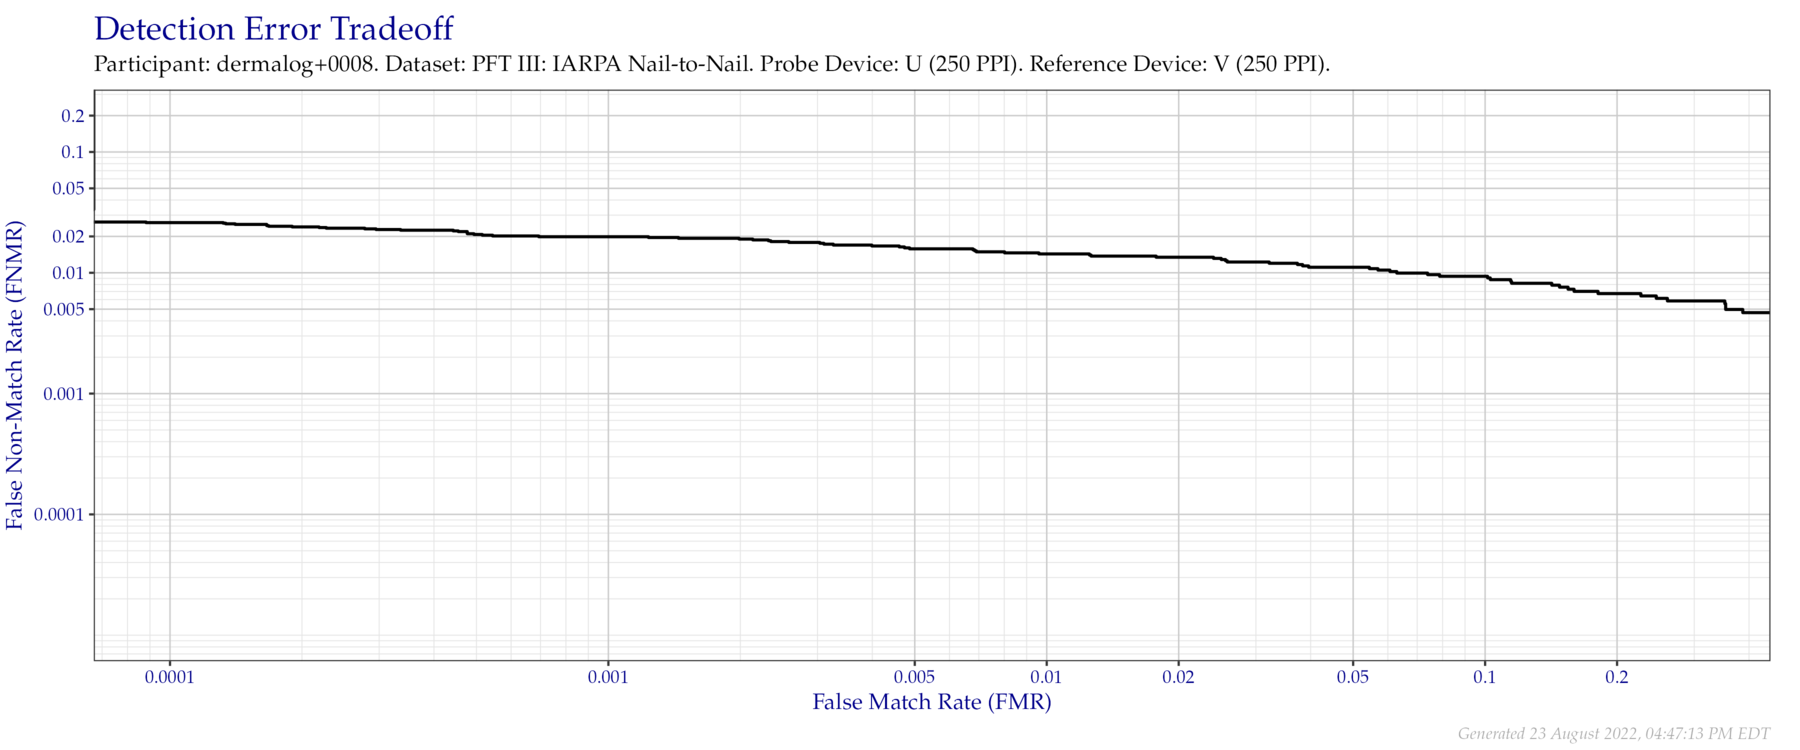 Detection Error Tradeoff
Participant: dermalog+0008. Dataset: PFT III: IARPA Nail-to-Nail. Probe Device: U (250 PPI). Reference Device: V (250 PPI).
False Non-Match Rate (FNMR)
0.2
0.1
0.05
0.02
0.01
0.005
0.001
0.0001
0.0001 0.001 0.005 0.01 0.02 0.05 0.1 0.2
False Match Rate (FMR)
Generated 23 August 2022, 04:47:13 PM EDT